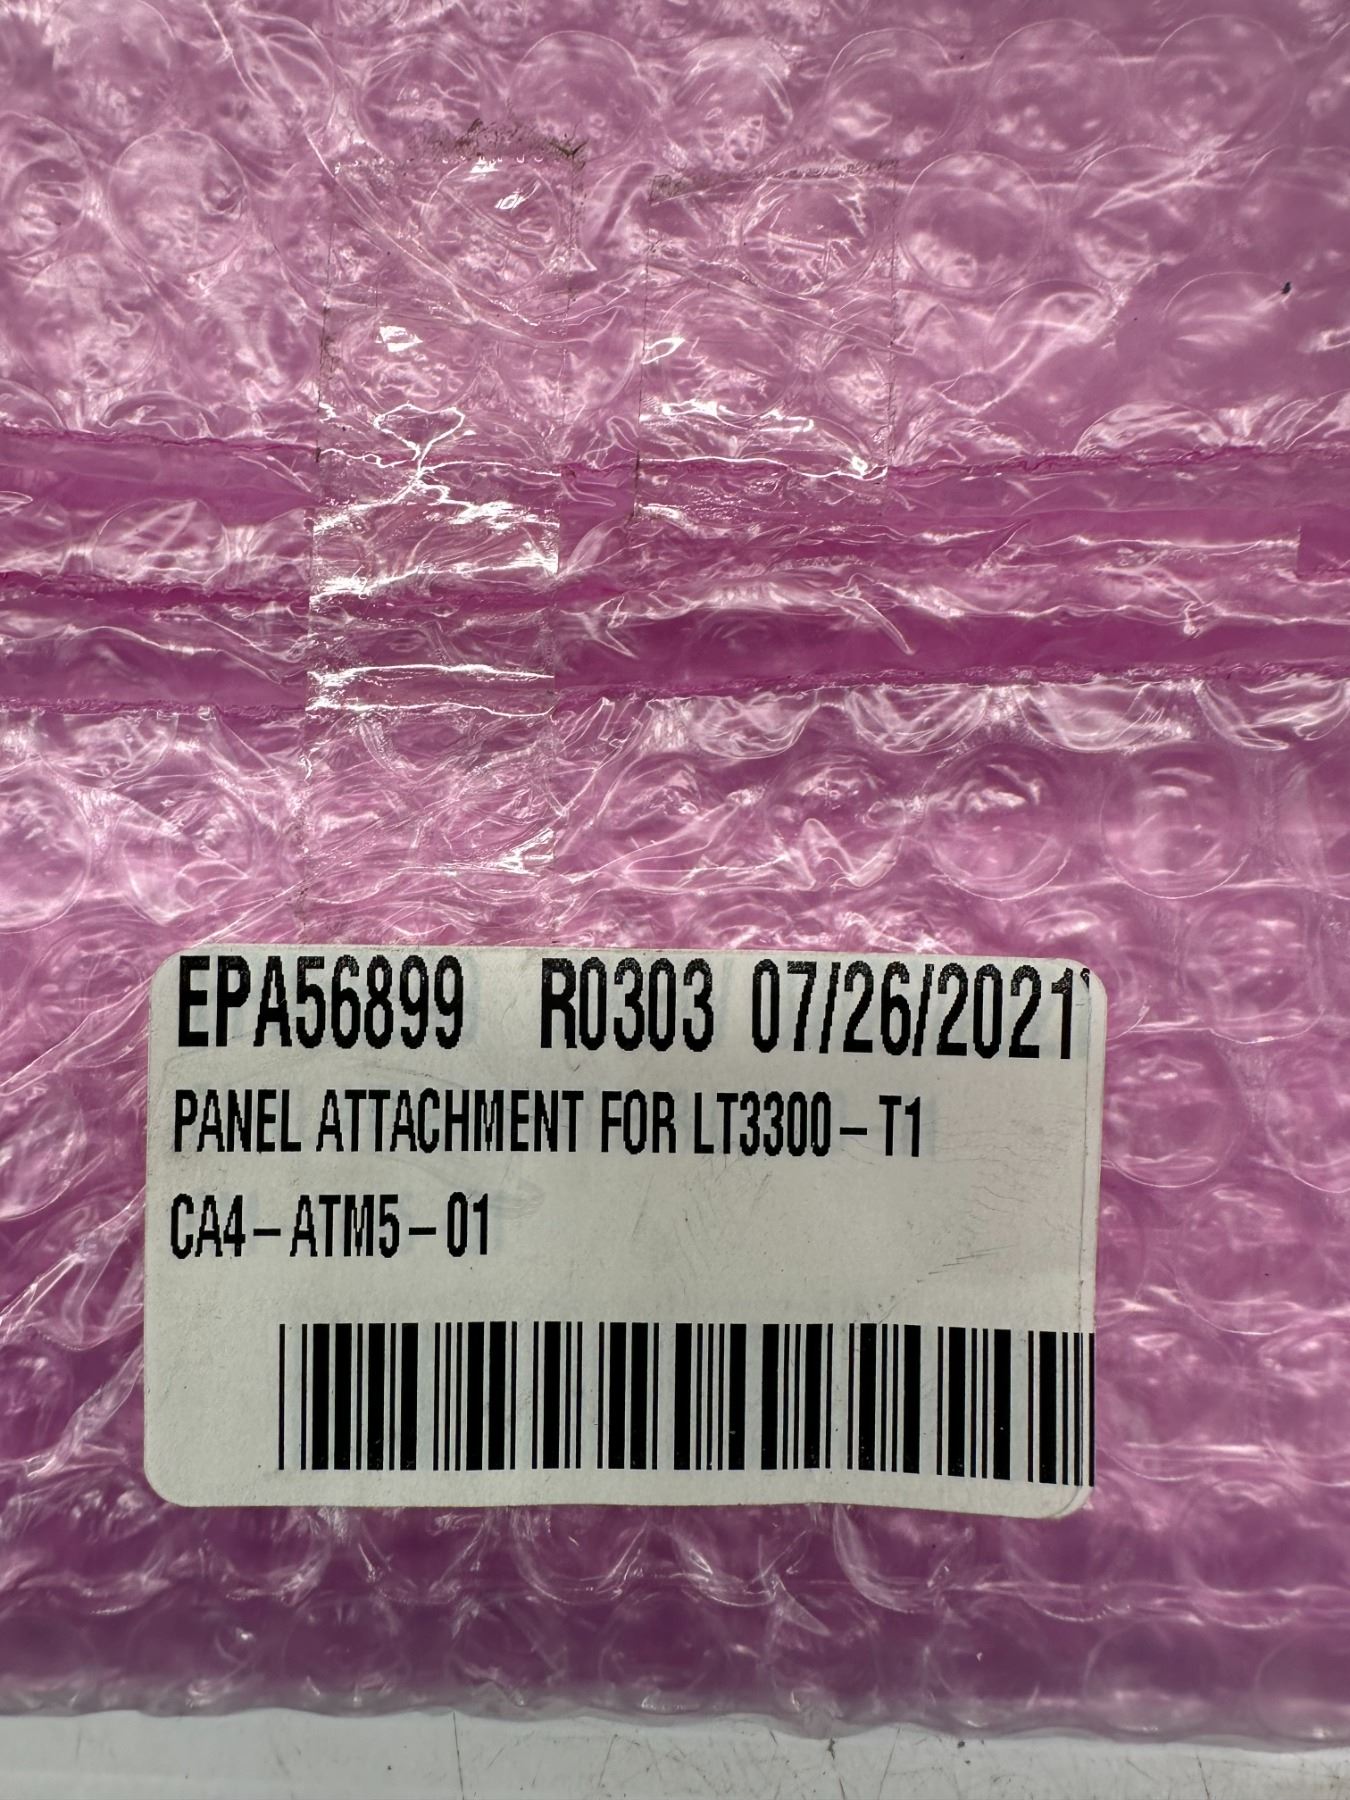 EPA56899 R0303 07/26/2021
PANEL ATTACHMENT FOR LT3300-T1
CA4-ATM5-01